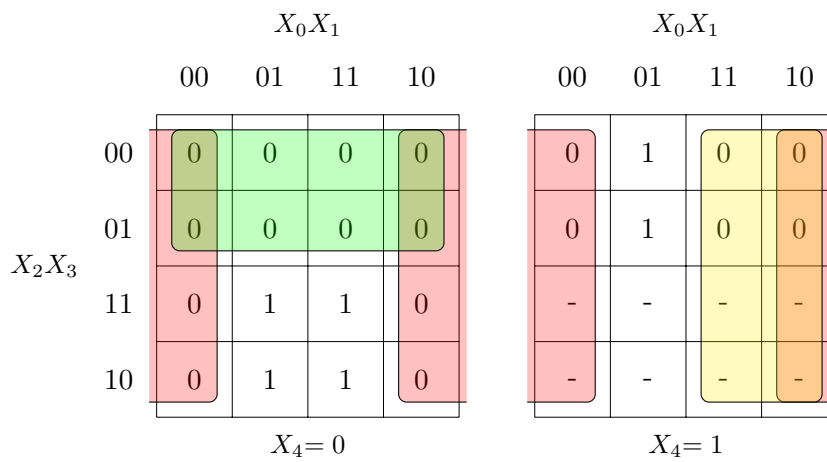 X₀X₁ X₀X₁
00 01 11 10 00 01 11 10
00 0 0 0 0 0 1 0 0
01 0 0 0 0 0 1 0 0
X₂X₃
11 0 1 1 0 - - - -
10 0 1 1 0 - - - -
X₄= 0 X₄= 1